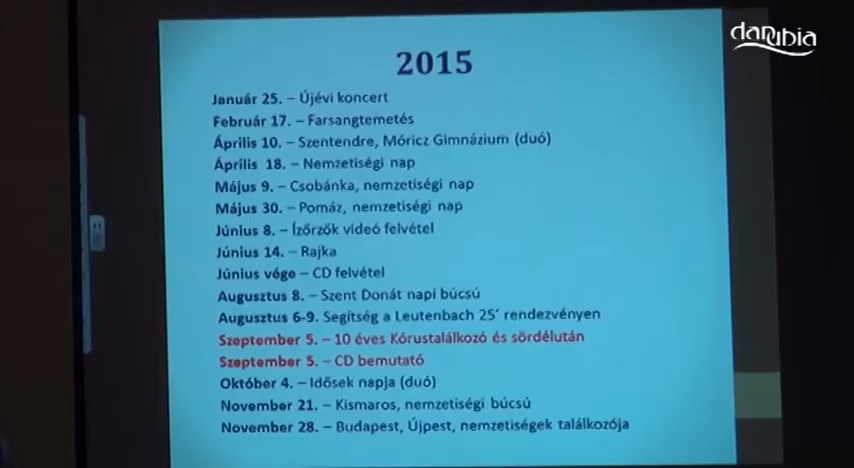 danubia
2015
Január 25. – Újévi koncert
Február 17. – Farsangtemetés
Április 10. – Szentendre, Móricz Gimnázium (duó)
Április 18. – Nemzetiségi nap
Május 9. – Csobánka, nemzetiségi nap
Május 30. – Pomáz, nemzetiségi nap
Június 8. – Ízőrzők videó felvétel
Június 14. – Rajka
Június vége – CD felvétel
Augusztus 8. – Szent Donát napi búcsú
Augusztus 6-9. Segítség a Leutenbach 25’ rendezvényen
Szeptember 5. – 10 éves Kórustalálkozó és sördélután
Szeptember 5. – CD bemutató
Október 4. – Idősek napja (duó)
November 21. – Kismaros, nemzetiségi búcsú
November 28. – Budapest, Újpest, nemzetiségek találkozója